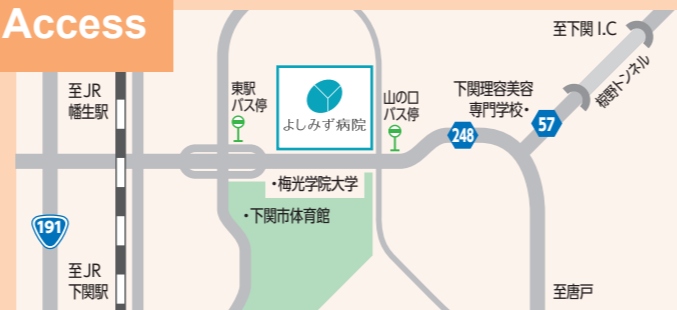 Access
至下関 I.C
椋野トンネル
至JR
幡生駅
東駅
バス停
よしみず病院
山の口
バス停
下関理容美容
専門学校・
57
248
・梅光学院大学
・下関市体育館
191
至JR
下関駅
至唐戸